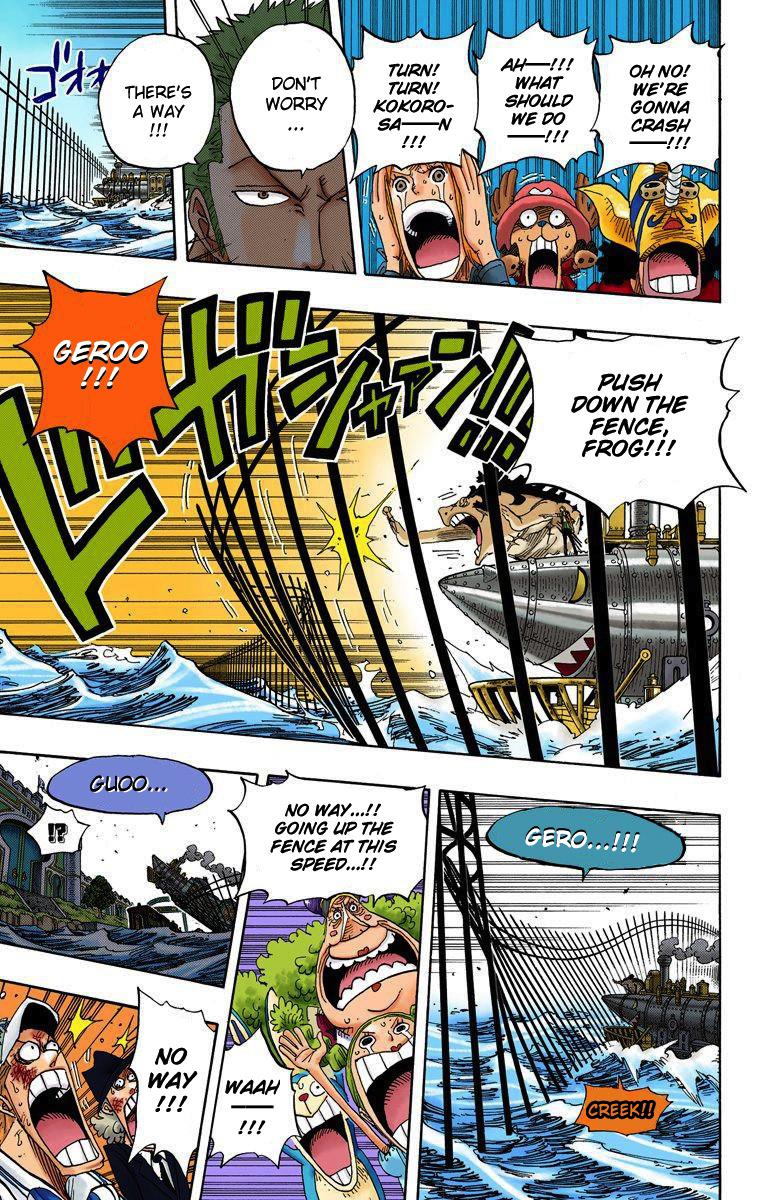 OH NO!
WE'RE
GONNA
CRASH
—!!!
AH—!!!
WHAT
SHOULD
WE DO
—!!!
TURN!
TURN!
KOKORO-
SA—N
!!!
DON'T
WORRY
...
THERE'S
A WAY
!!!
ゴオオ
PUSH
DOWN THE
FENCE,
FROG!!!
GEROO
!!!
ドガシャアン!!!
GERO...!!!
CREEK!!
NO WAY...!!
GOING UP THE
FENCE AT THIS
SPEED...!!
WAAH
—
!!!
GUOO...
!?
NO
WAY
!!!